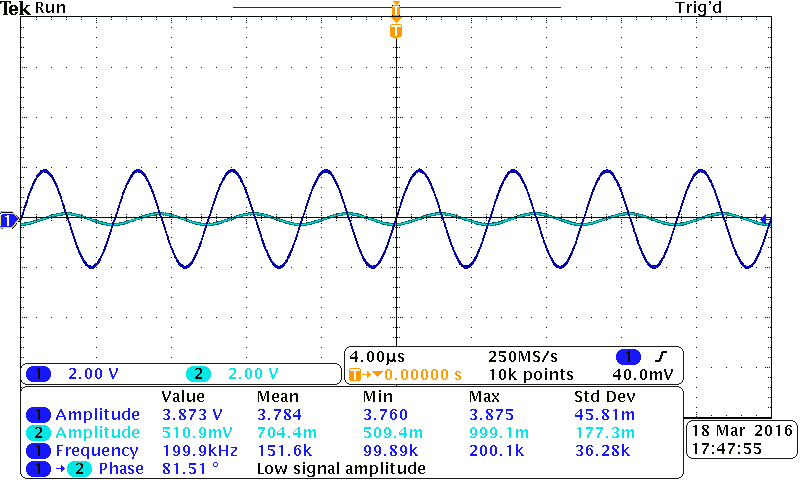 Tek Run Trig'd
T
T
1
4.00µs 250MS/s 1 ʃ
1 2.00 V 2 2.00 V T→▼0.00000 s 10k points 40.0mV
Value Mean Min Max Std Dev
1 Amplitude 3.873 V 3.784 3.760 3.875 45.81m
2 Amplitude 510.9mV 704.4m 509.4m 999.1m 177.3m
1 Frequency 199.9kHz 151.6k 99.89k 200.1k 36.28k
1 →2 Phase 81.51 ° Low signal amplitude
18 Mar 2016
17:47:55